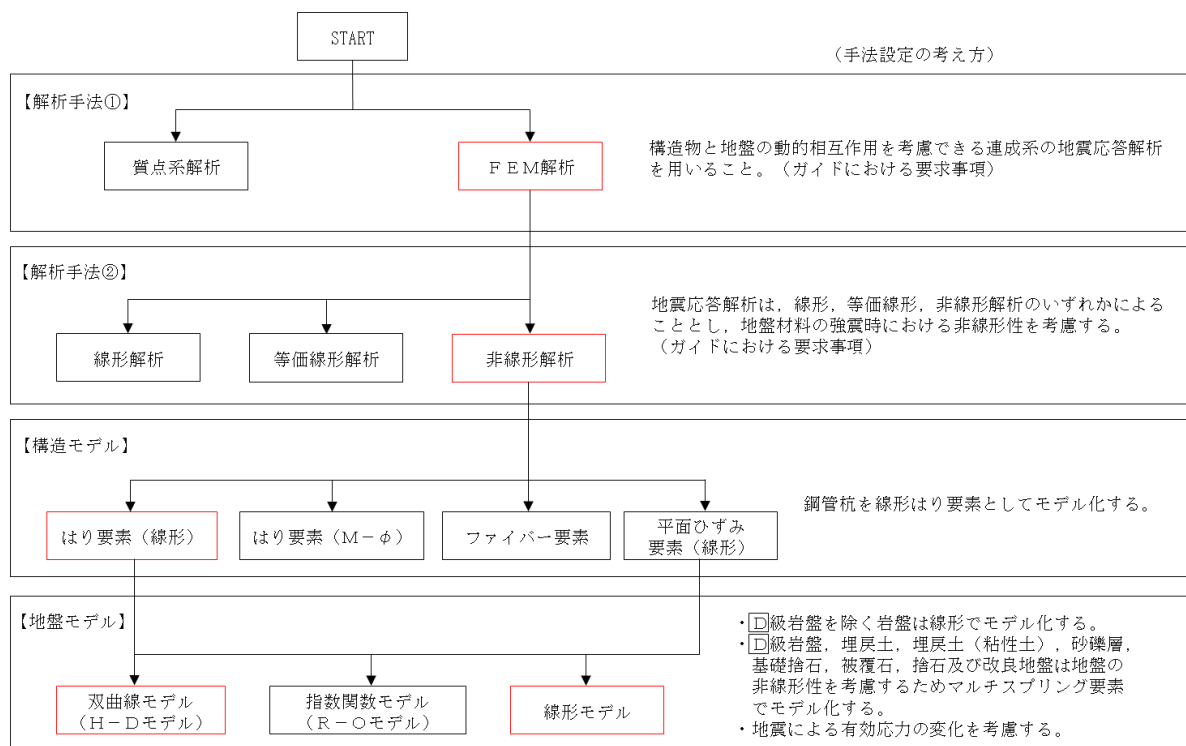 START
（手法設定の考え方）
【解析手法①】
質点系解析
ＦＥＭ解析
構造物と地盤の動的相互作用を考慮できる連成系の地震応答解析
を用いること。（ガイドにおける要求事項）
【解析手法②】
線形解析
等価線形解析
非線形解析
地震応答解析は，線形，等価線形，非線形解析のいずれかによる
こととし，地盤材料の強震時における非線形性を考慮する。
（ガイドにおける要求事項）
【構造モデル】
はり要素（線形）
はり要素（Ｍ－φ）
ファイバー要素
平面ひずみ
要素（線形）
鋼管杭を線形はり要素としてモデル化する。
【地盤モデル】
双曲線モデル
（Ｈ－Ｄモデル）
指数関数モデル
（Ｒ－Ｏモデル）
線形モデル
・Ｄ級岩盤を除く岩盤は線形でモデル化する。
・Ｄ級岩盤，埋戻土，埋戻土（粘性土），砂礫層，
基礎捨石，被覆石，捨石及び改良地盤は地盤の
非線形性を考慮するためマルチスプリング要素
でモデル化する。
・地震による有効応力の変化を考慮する。